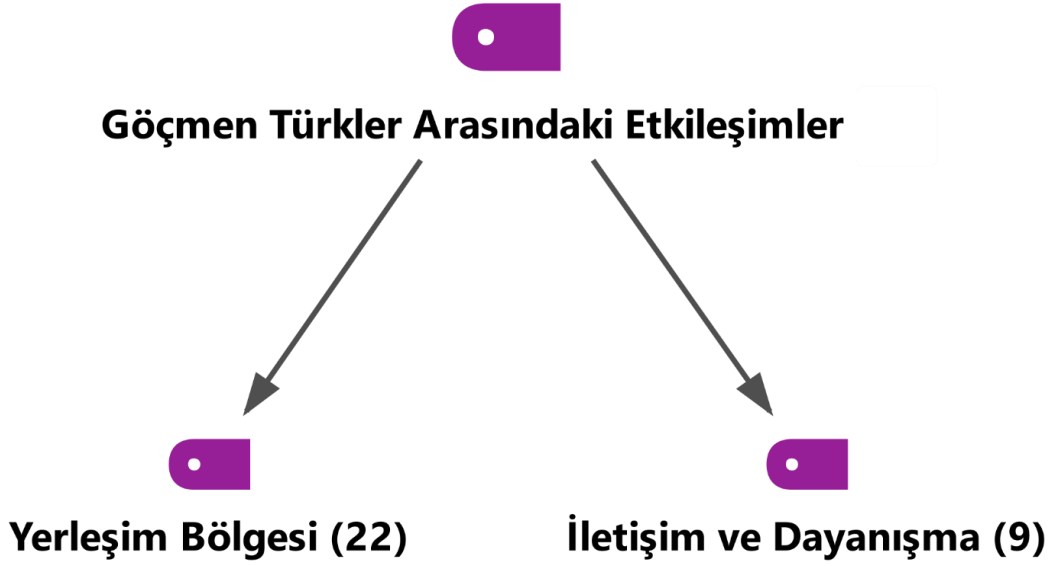 Göçmen Türkler Arasındaki Etkileşimler
Yerleşim Bölgesi (22)
İletişim ve Dayanışma (9)